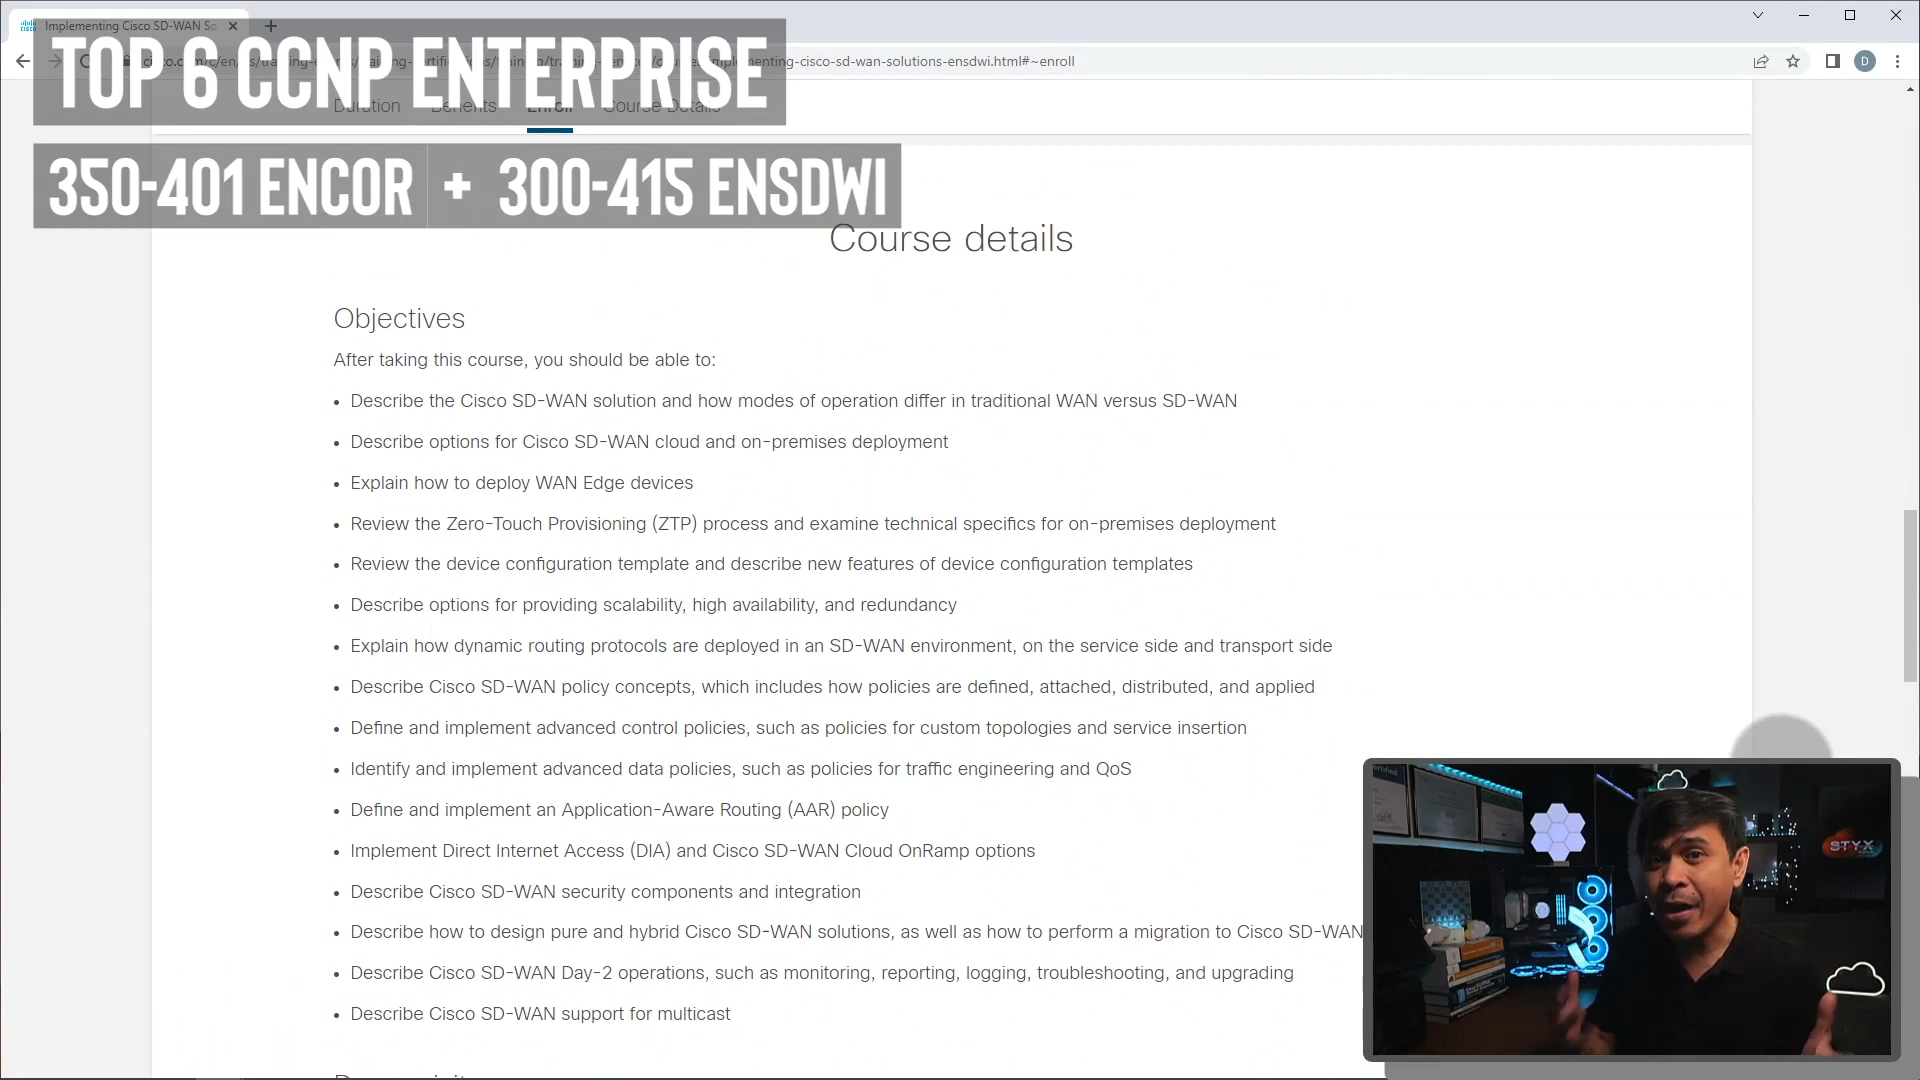 Implementing Cisco SD-WAN So
TOP 6 CCNP ENTERPRISE
-implementing-cisco-sd-wan-solutions-ensdwi.html#~enroll
D
Duration Benefits Enroll Course Details
350-401 ENCOR + 300-415 ENSDWI
Course details
Objectives
After taking this course, you should be able to:
• Describe the Cisco SD-WAN solution and how modes of operation differ in traditional WAN versus SD-WAN
• Describe options for Cisco SD-WAN cloud and on-premises deployment
• Explain how to deploy WAN Edge devices
• Review the Zero-Touch Provisioning (ZTP) process and examine technical specifics for on-premises deployment
• Review the device configuration template and describe new features of device configuration templates
• Describe options for providing scalability, high availability, and redundancy
• Explain how dynamic routing protocols are deployed in an SD-WAN environment, on the service side and transport side
• Describe Cisco SD-WAN policy concepts, which includes how policies are defined, attached, distributed, and applied
• Define and implement advanced control policies, such as policies for custom topologies and service insertion
• Identify and implement advanced data policies, such as policies for traffic engineering and QoS
• Define and implement an Application-Aware Routing (AAR) policy
• Implement Direct Internet Access (DIA) and Cisco SD-WAN Cloud OnRamp options
• Describe Cisco SD-WAN security components and integration
• Describe how to design pure and hybrid Cisco SD-WAN solutions, as well as how to perform a migration to Cisco SD-WAN
• Describe Cisco SD-WAN Day-2 operations, such as monitoring, reporting, logging, troubleshooting, and upgrading
• Describe Cisco SD-WAN support for multicast
STYX